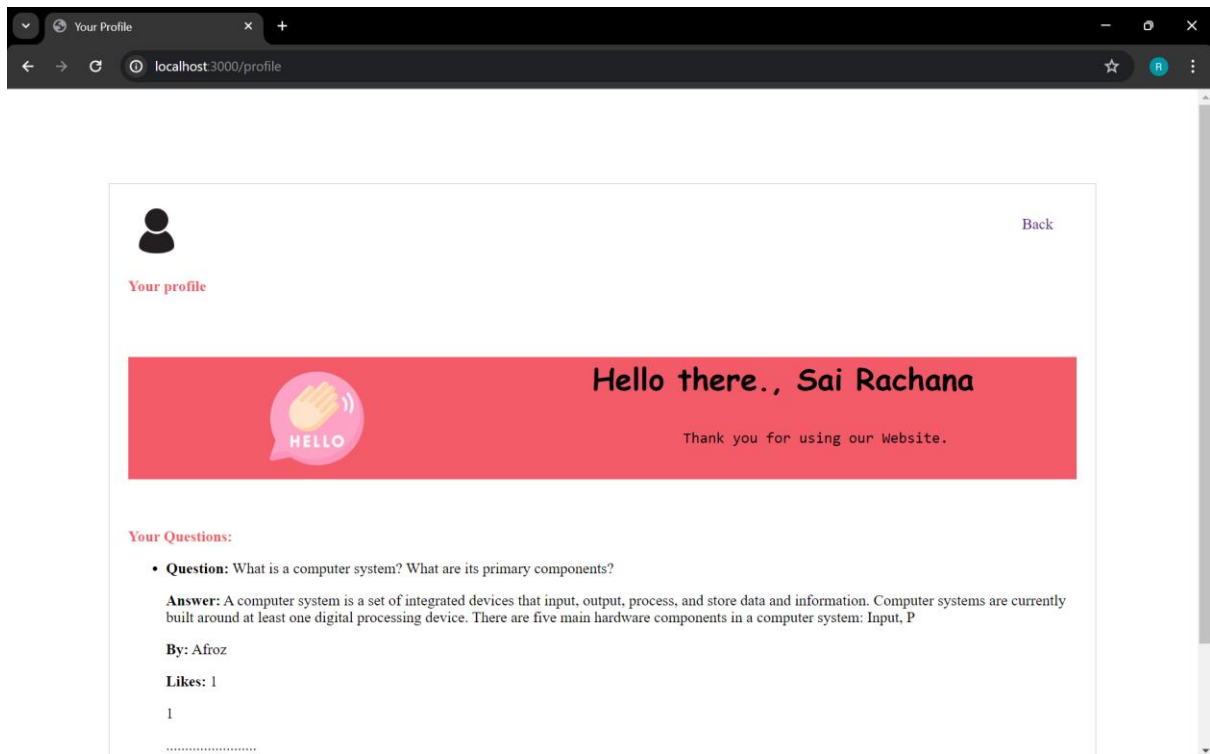 Your Profile
localhost:3000/profile
R
Back
Your profile
Hello there., Sai Rachana
HELLO
Thank you for using our Website.
Your Questions:
• Question: What is a computer system? What are its primary components?
Answer: A computer system is a set of integrated devices that input, output, process, and store data and information. Computer systems are currently
built around at least one digital processing device. There are five main hardware components in a computer system: Input, P
By: Afroz
Likes: 1
1
........................